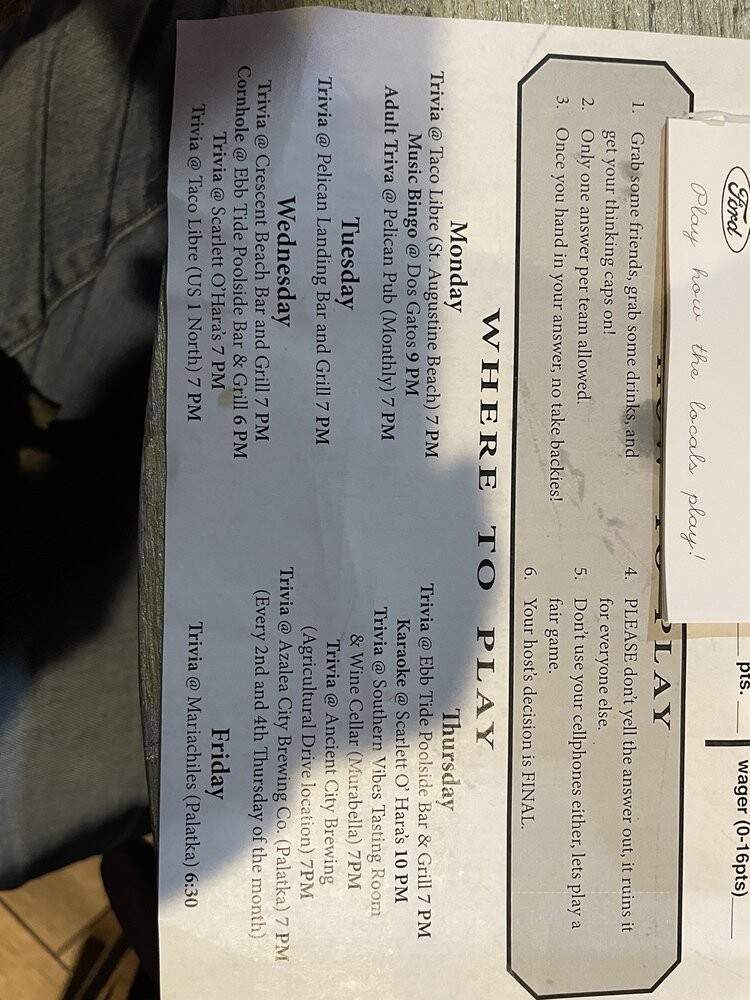 Ford
Play how the locals play!
pts.
wager (0-16pts)
PLAY
1. Grab some friends, grab some drinks, and
get your thinking caps on!
2. Only one answer per team allowed.
3. Once you hand in your answer, no take backies!
4. PLEASE don't yell the answer out, it ruins it
for everyone else.
5. Don't use your cellphones either, lets play a
fair game.
6. Your host's decision is FINAL.
WHERE TO PLAY
Monday
Trivia @ Taco Libre (St. Augustine Beach) 7 PM
Music Bingo @ Dos Gatos 9 PM
Adult Triva @ Pelican Pub (Monthly) 7 PM
Tuesday
Trivia @ Pelican Landing Bar and Grill 7 PM
Wednesday
Trivia @ Crescent Beach Bar and Grill 7 PM
Cornhole @ Ebb Tide Poolside Bar & Grill 6 PM
Trivia @ Scarlett O'Hara's 7 PM
Trivia @ Taco Libre (US 1 North) 7 PM
Thursday
Trivia @ Ebb Tide Poolside Bar & Grill 7 PM
Karaoke @ Scarlett O' Hara's 10 PM
Trivia @ Southern Vibes Tasting Room
& Wine Cellar (Murabella) 7PM
Trivia @ Ancient City Brewing
(Agricultural Drive location) 7PM
Trivia @ Azalea City Brewing Co. (Palatka) 7 PM
(Every 2nd and 4th Thursday of the month)
Friday
Trivia @ Mariachiles (Palatka) 6:30